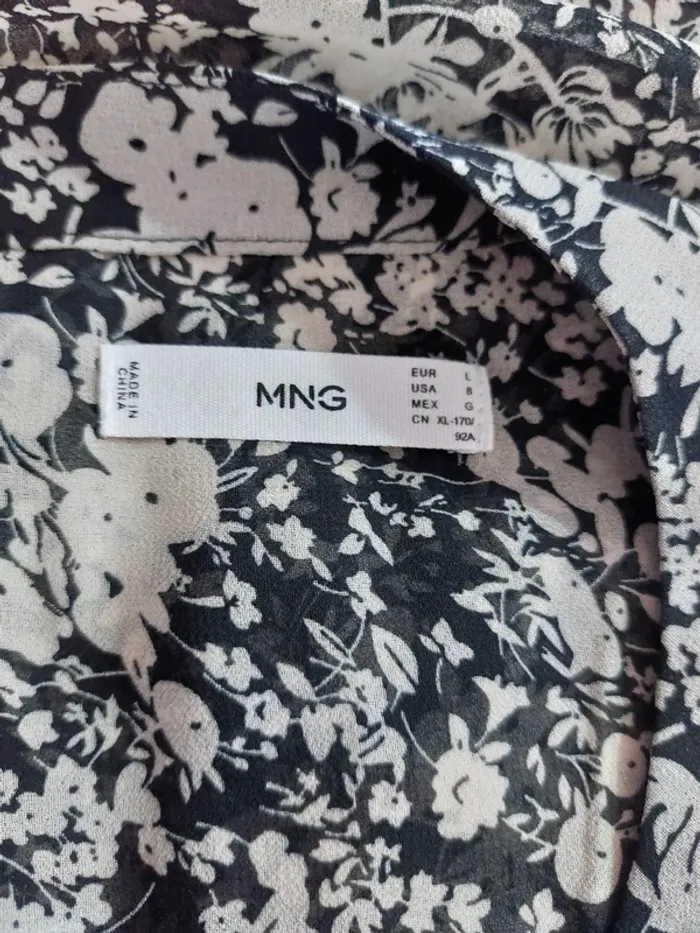 MADE IN
CHINA
MNG
EUR L
USA 8
MEX G
CN XL-170/
92A